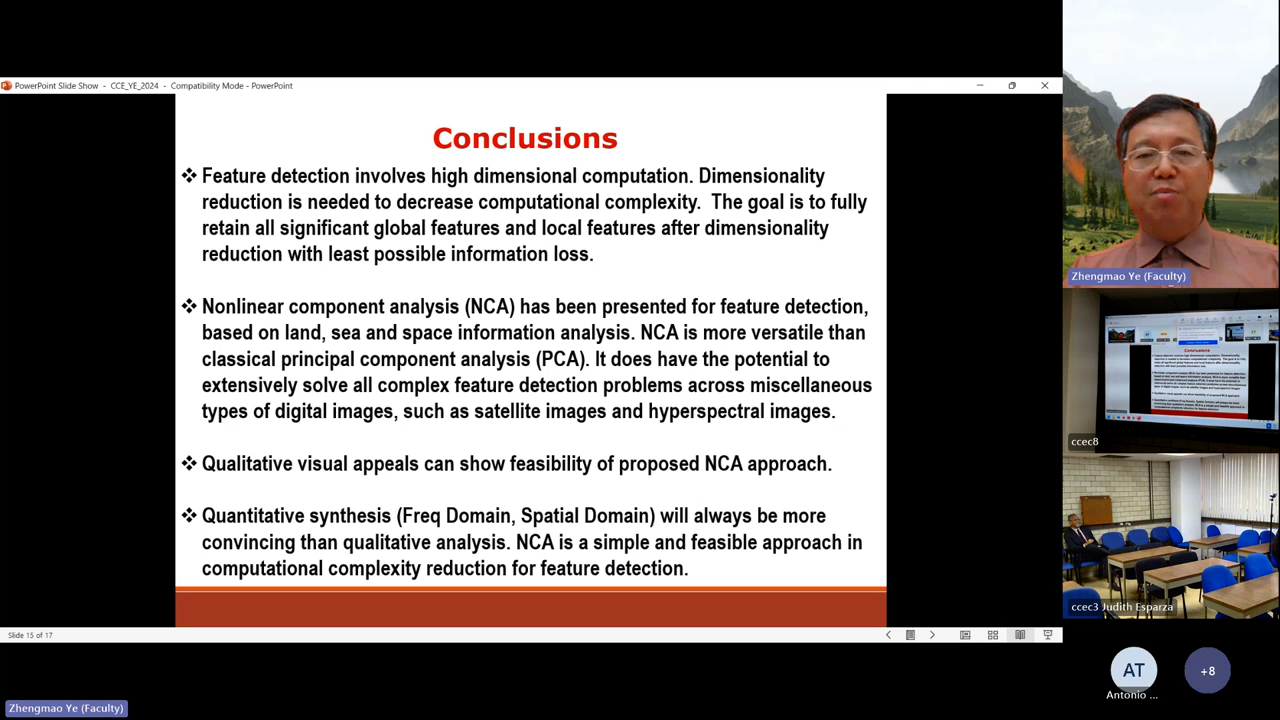 PowerPoint Slide Show - CCE_YE_2024 - Compatibility Mode - PowerPoint
Conclusions
❖ Feature detection involves high dimensional computation. Dimensionality
reduction is needed to decrease computational complexity. The goal is to fully
retain all significant global features and local features after dimensionality
reduction with least possible information loss.
❖ Nonlinear component analysis (NCA) has been presented for feature detection,
based on land, sea and space information analysis. NCA is more versatile than
classical principal component analysis (PCA). It does have the potential to
extensively solve all complex feature detection problems across miscellaneous
types of digital images, such as satellite images and hyperspectral images.
❖ Qualitative visual appeals can show feasibility of proposed NCA approach.
❖ Quantitative synthesis (Freq Domain, Spatial Domain) will always be more
convincing than qualitative analysis. NCA is a simple and feasible approach in
computational complexity reduction for feature detection.
Slide 15 of 17
Zhengmao Ye (Faculty)
Zhengmao Ye (Faculty)
Conclusions
ccec8
ccec3 Judith Esparza
AT
Antonio ...
+8